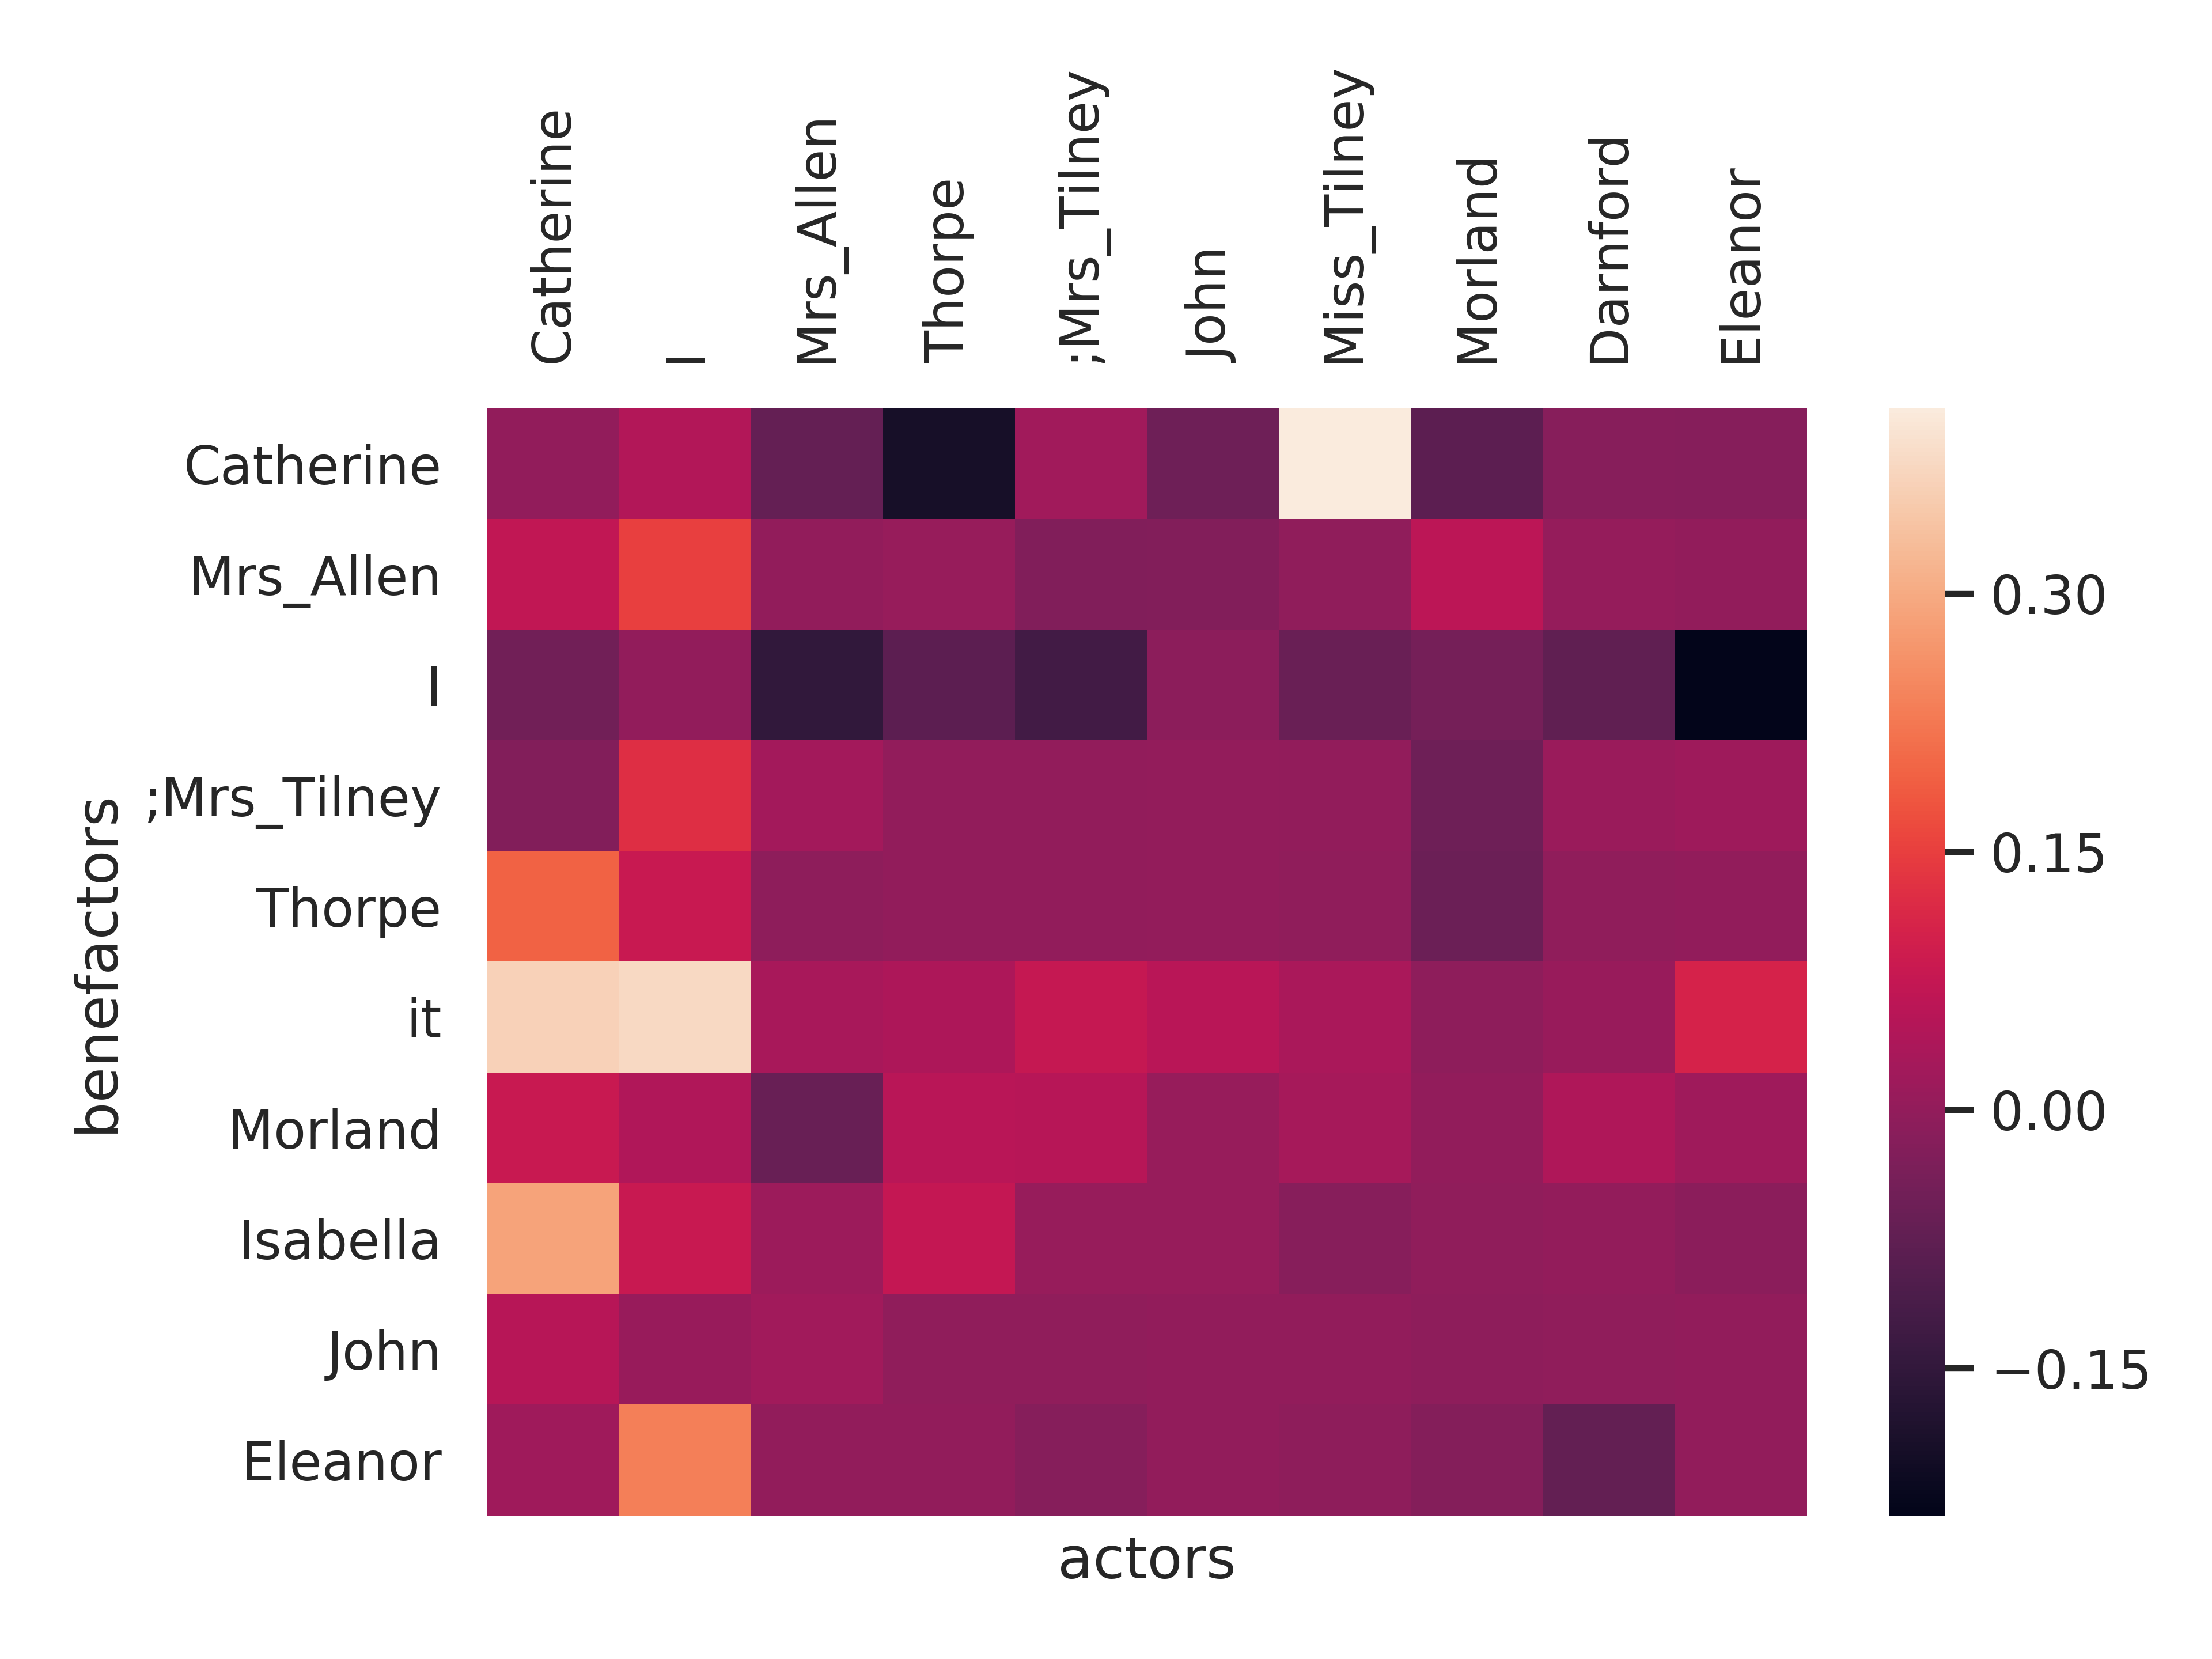 Catherine
I
Mrs_Allen
Thorpe
;Mrs_Tilney
John
Miss_Tilney
Morland
Darnford
Eleanor
benefactors
Catherine
Mrs_Allen
I
;Mrs_Tilney
Thorpe
it
Morland
Isabella
John
Eleanor
actors
0.30
0.15
0.00
−0.15